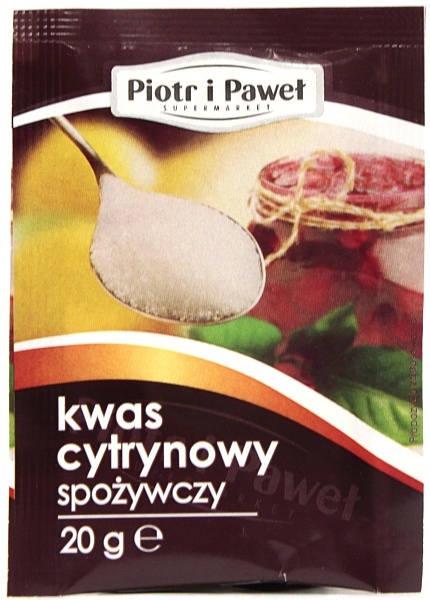 Piotr i Paweł
SUPERMARKET
kwas
cytrynowy
spożywczy
20 g ℮